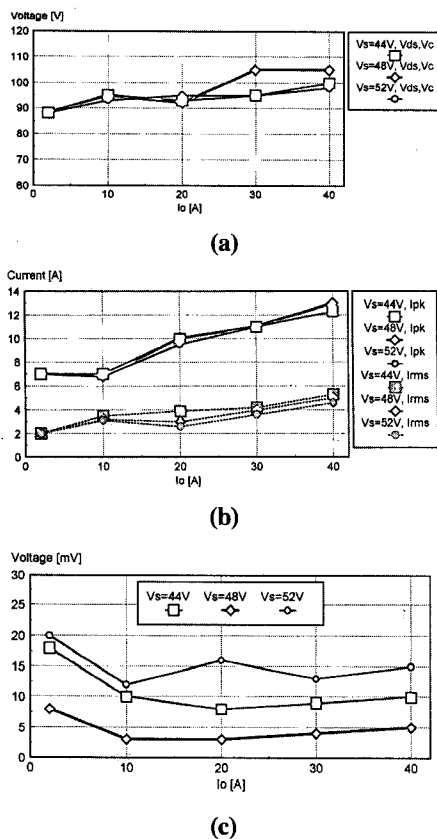 Voltage [V]
120
110
100
90
80
70
60
0
10
20
30
40
Io [A]
Vs=44V, Vds,Vc
Vs=48V, Vds,Vc
Vs=52V, Vds,Vc
(a)
Current [A]
14
12
10
8
6
4
2
0
0
10
20
30
40
Io [A]
Vs=44V, Ipk
Vs=48V, Ipk
Vs=52V, Ipk
Vs=44V, Irms
Vs=48V, Irms
Vs=52V, Irms
(b)
Voltage [mV]
30
25
20
15
10
5
0
0
10
20
30
40
Io [A]
Vs=44V Vs=48V Vs=52V
(c)